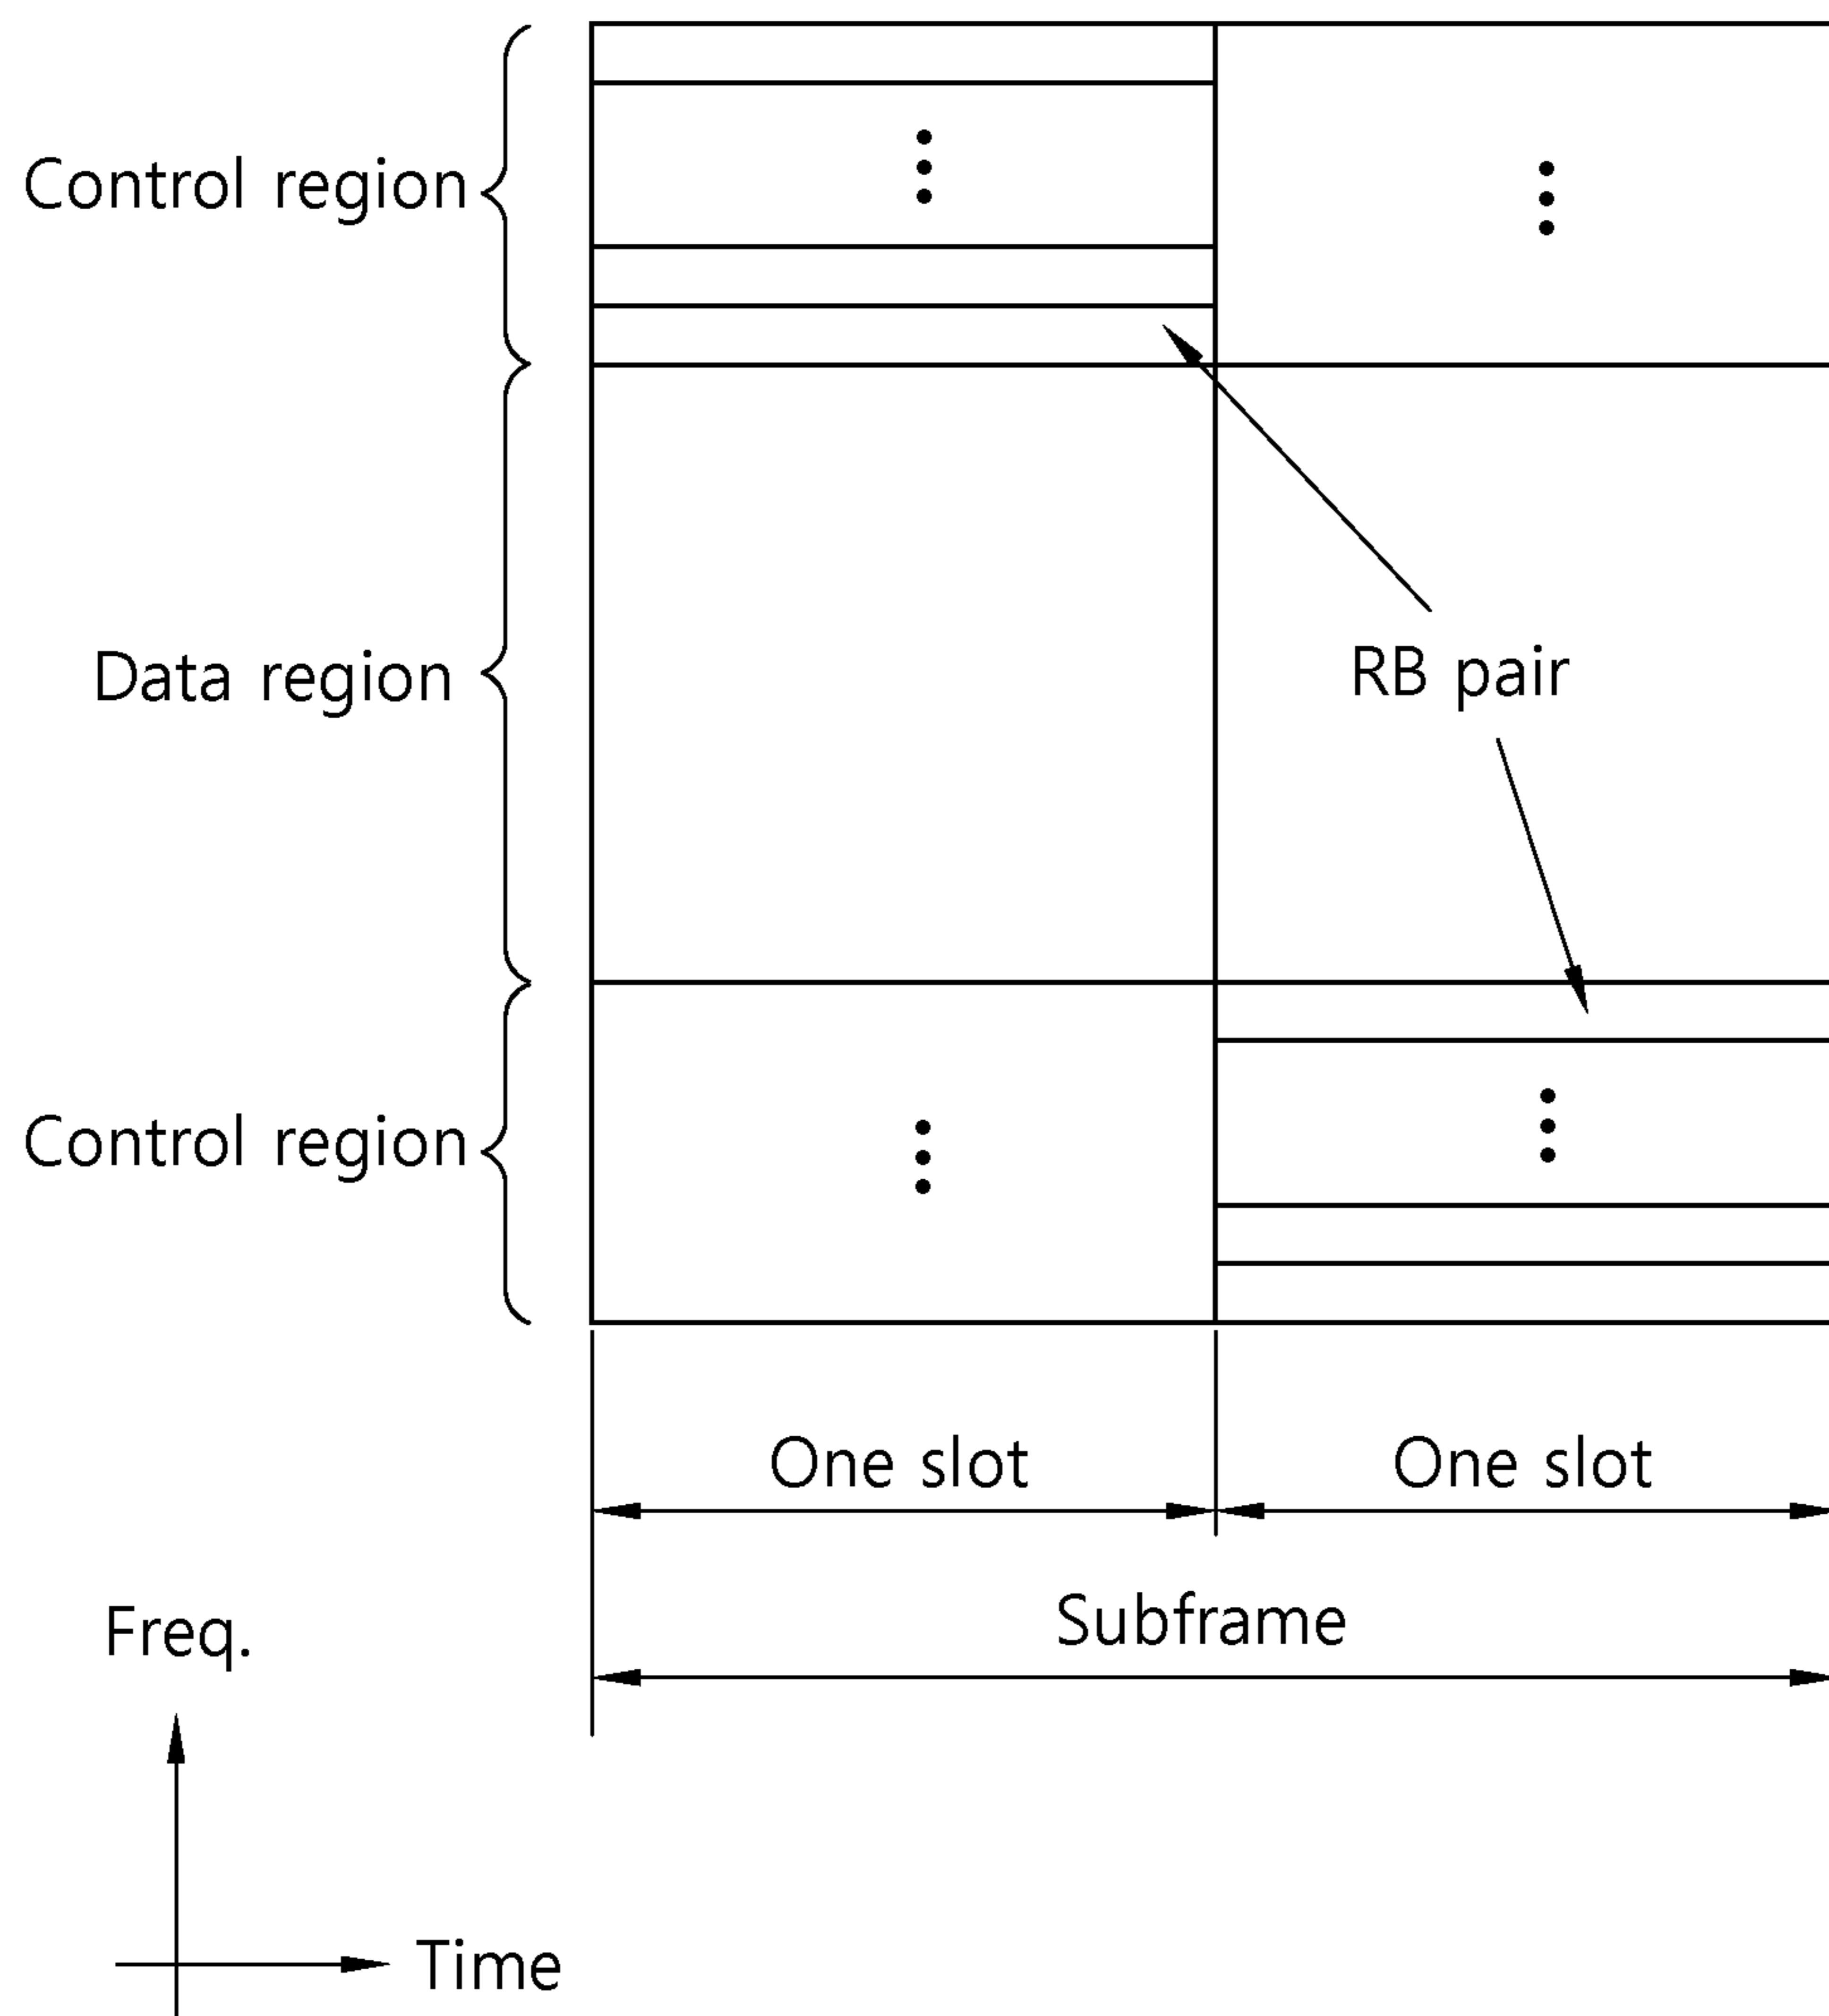 Control region
Data region
RB pair
Control region
One slot
One slot
Subframe
Freq.
Time